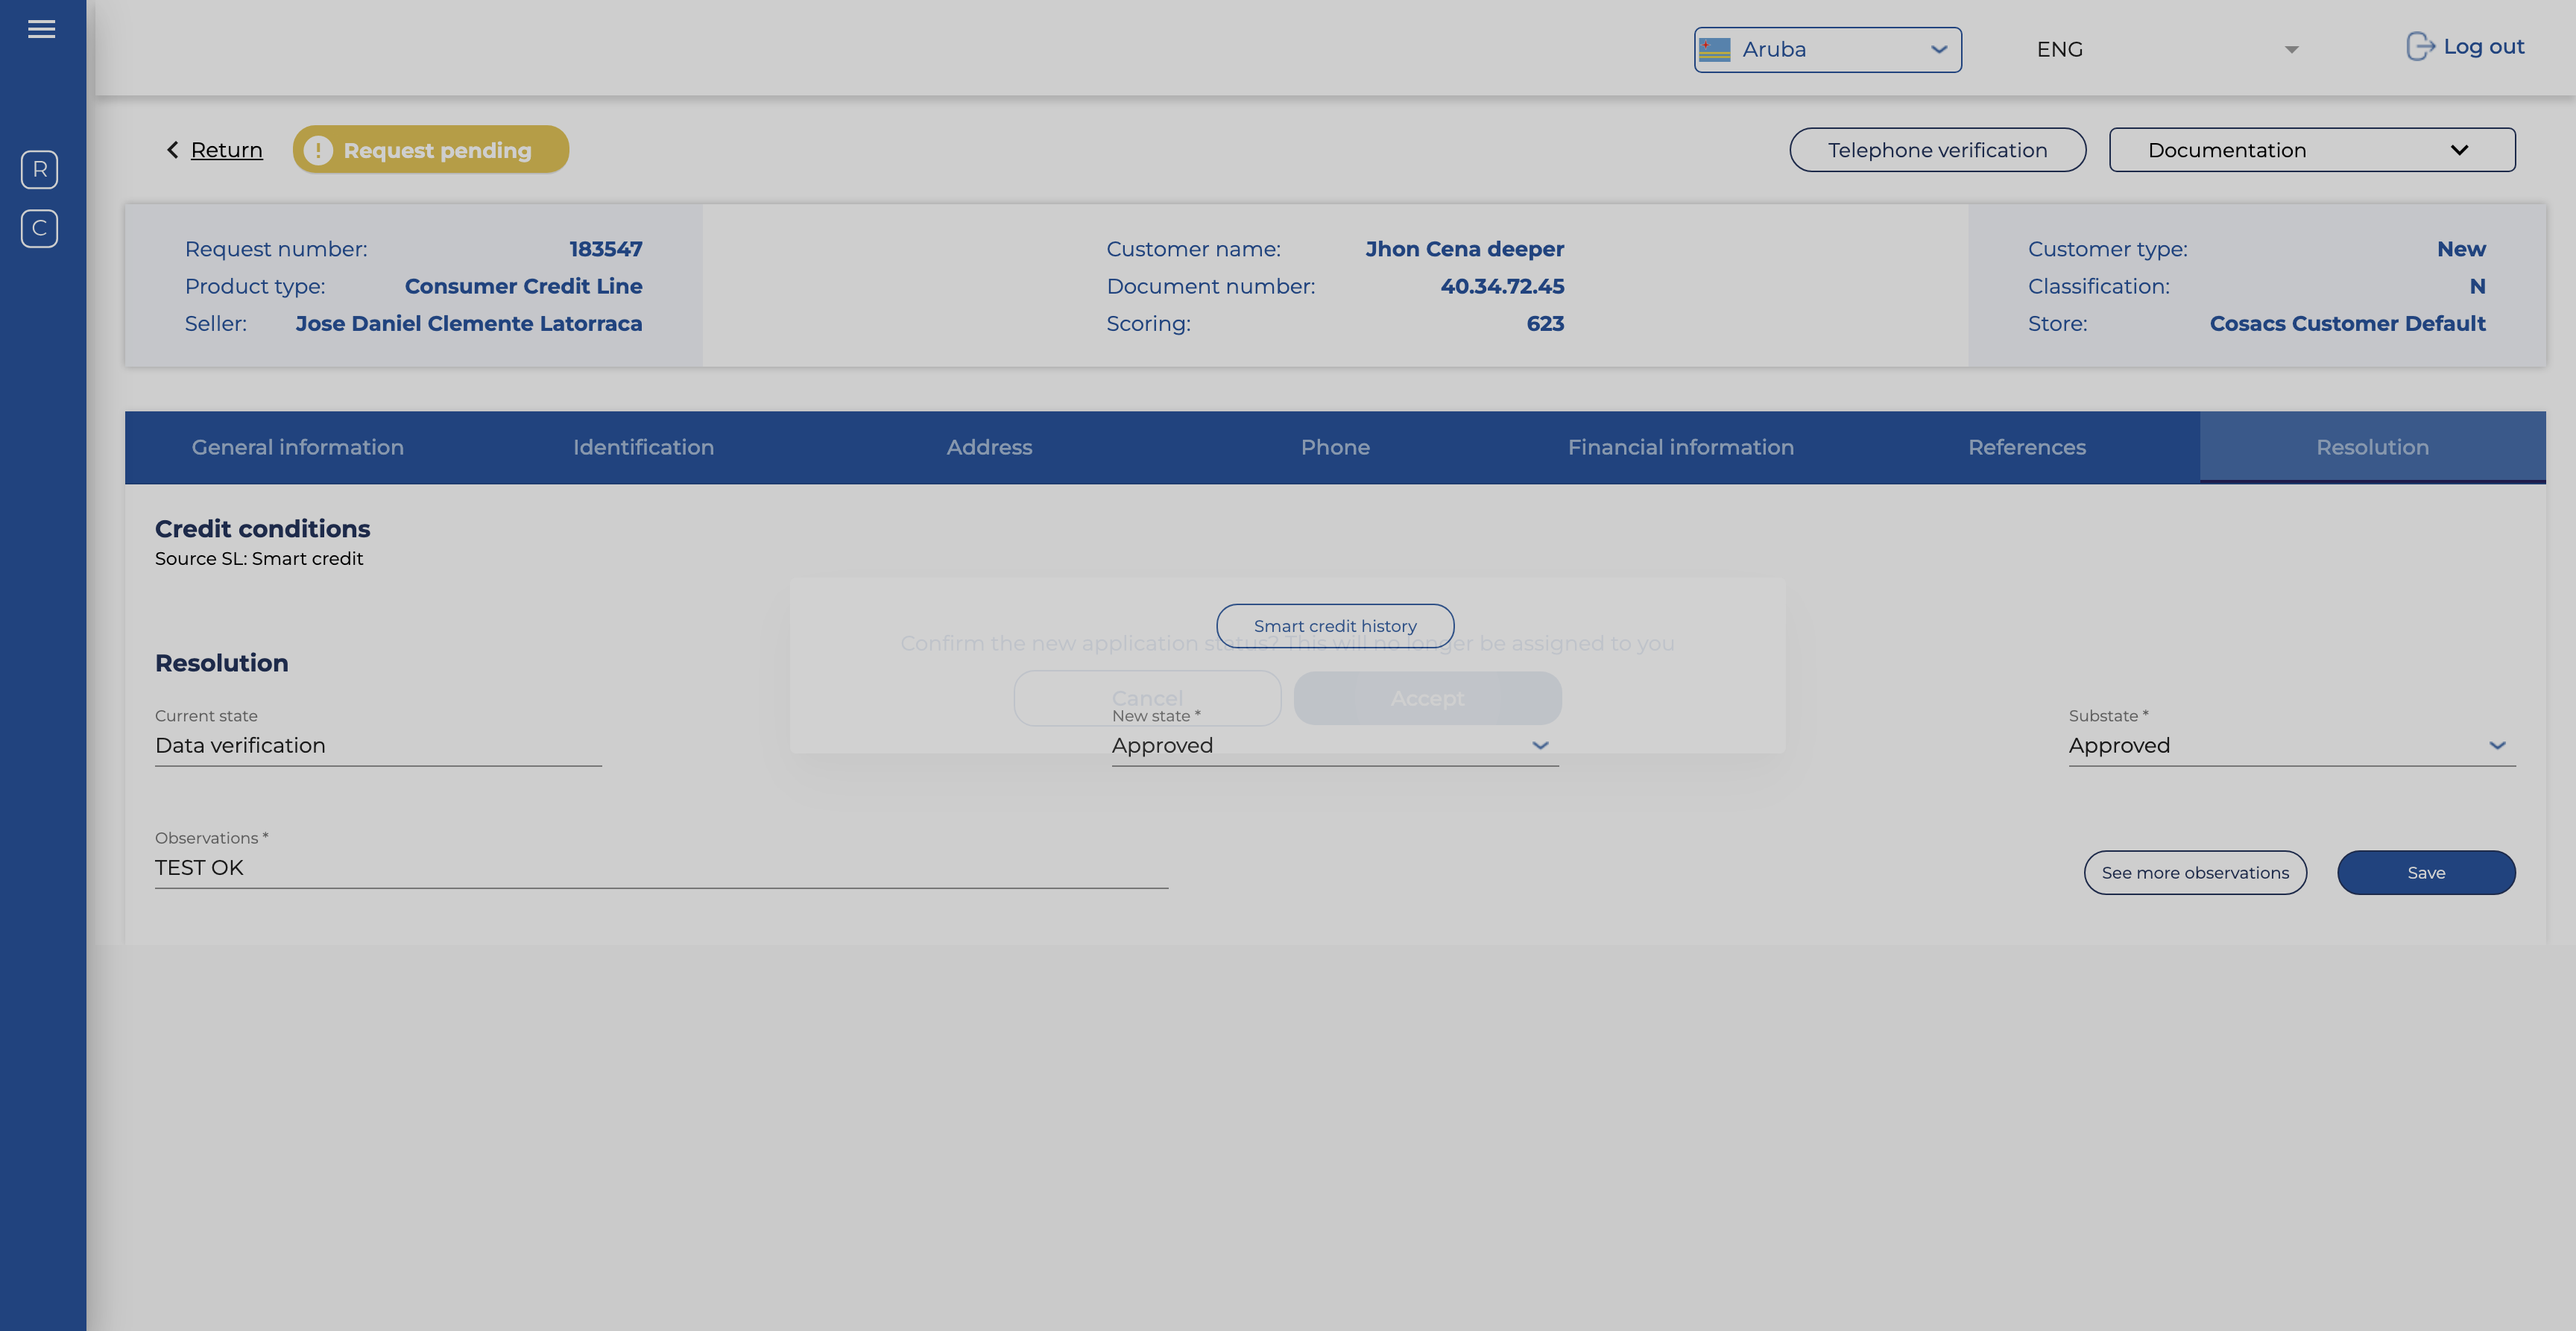 Aruba
ENG
Log out
Return
Request pending
Telephone verification
Documentation
R
C
Request number: 183547
Product type: Consumer Credit Line
Seller: Jose Daniel Clemente Latorraca
Customer name: Jhon Cena deeper
Document number: 40.34.72.45
Scoring: 623
Customer type: New
Classification: N
Store: Cosacs Customer Default
General information
Identification
Address
Phone
Financial information
References
Resolution
Credit conditions
Source SL: Smart credit
Smart credit history
Confirm the new application status? This will no longer be assigned to you
Cancel
Accept
Resolution
Current state
Data verification
New state *
Approved
Substate *
Approved
Observations *
TEST OK
See more observations
Save